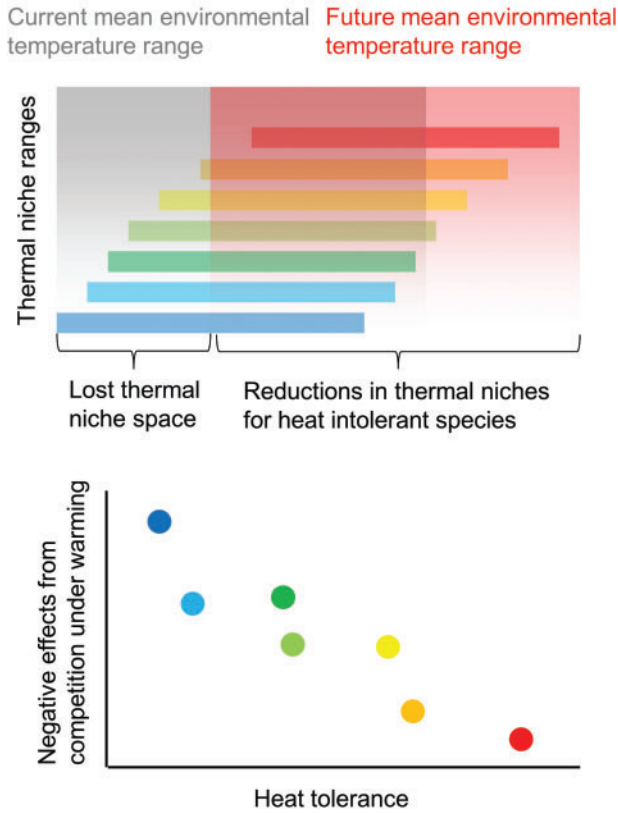 Current mean environmental
temperature range
Future mean environmental
temperature range
Thermal niche ranges
Lost thermal
niche space
Reductions in thermal niches
for heat intolerant species
Negative effects from
competition under warming
Heat tolerance